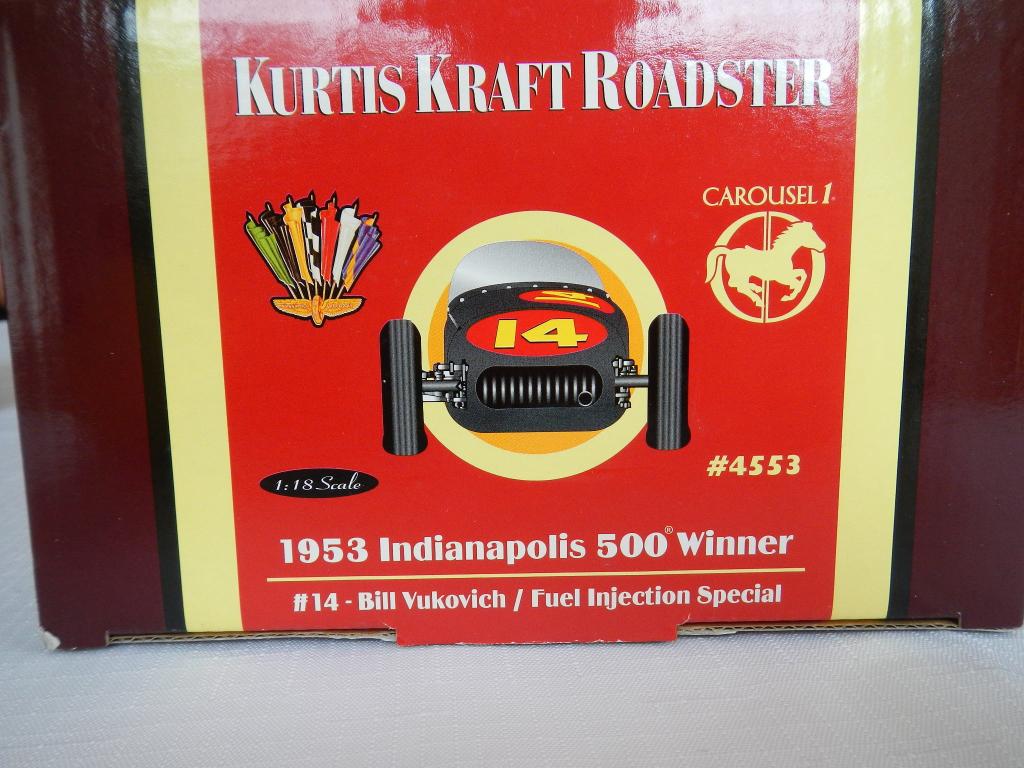 KURTIS KRAFT ROADSTER
CAROUSEL 1
14
#4553
1:18 Scale
1953 Indianapolis 500® Winner
#14 - Bill Vukovich / Fuel Injection Special